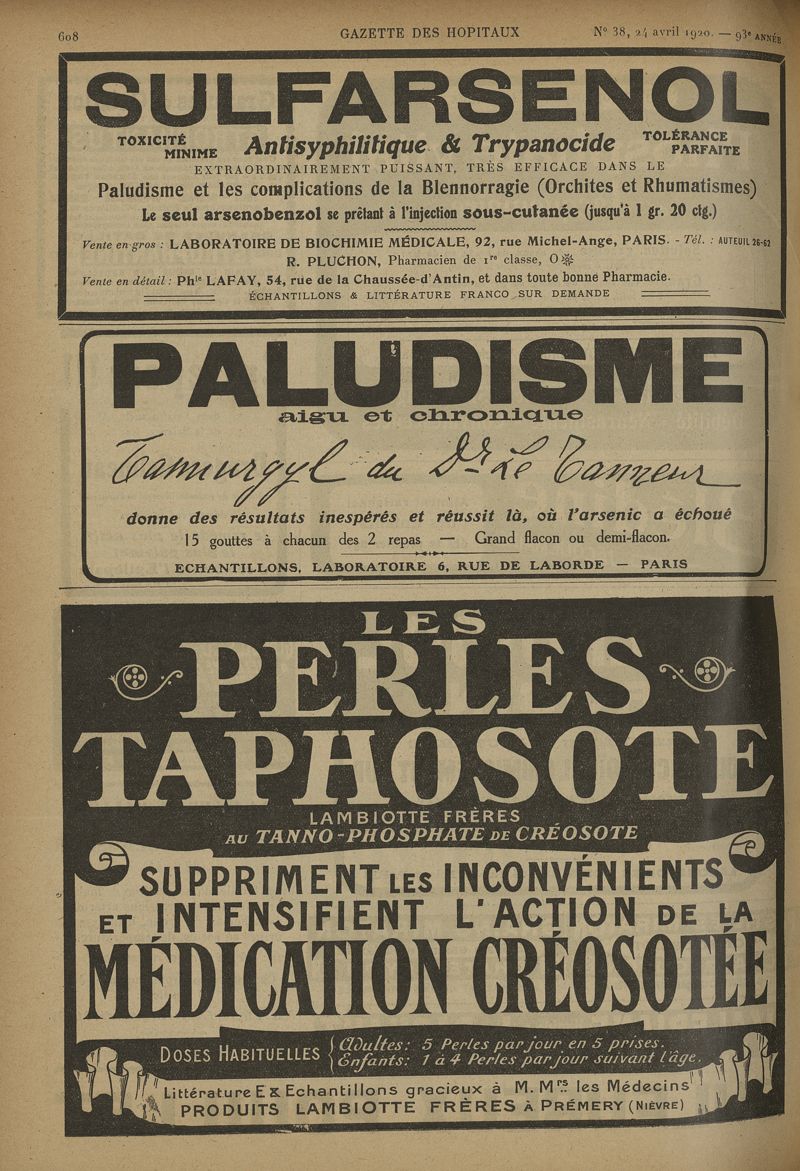 608
GAZETTE DES HOPITAUX
N° 38, 24 avril 1920. — 93e ANNÉE
SULFARSENOL
TOXICITÉ MINIME
Antisyphilitique & Trypanocide
TOLÉRANCE PARFAITE
EXTRAORDINAIREMENT PUISSANT, TRÈS EFFICACE DANS LE
Paludisme et les complications de la Blennorragie (Orchites et Rhumatismes)
Le seul arsenobenzol se prêtant à l'injection sous-cutanée (jusqu'à 1 gr. 20 ctg.)
Vente en gros : LABORATOIRE DE BIOCHIMIE MÉDICALE, 92, rue Michel-Ange, PARIS. - Tél. : AUTEUIL 26-62
R. PLUCHON, Pharmacien de 1re classe, O
Vente en détail : Phie LAFAY, 54, rue de la Chaussée-d'Antin, et dans toute bonne Pharmacie.
ÉCHANTILLONS & LITTÉRATURE FRANCO SUR DEMANDE
PALUDISME
aigu et chronique
Tanmurgyl du Dr Le Tanneur
donne des résultats inespérés et réussit là, où l'arsenic a échoué
15 gouttes à chacun des 2 repas — Grand flacon ou demi-flacon.
ECHANTILLONS, LABORATOIRE 6, RUE DE LABORDE — PARIS
LES
PERLES
TAPHOSOTE
LAMBIOTTE FRÈRES
AU TANNO-PHOSPHATE DE CRÉOSOTE
SUPPRIMENT LES INCONVÉNIENTS
ET INTENSIFIENT L'ACTION DE LA
MÉDICATION CRÉOSOTÉE
DOSES HABITUELLES
Adultes: 5 Perles par jour en 5 prises.
Enfants: 1 à 4 Perles par jour suivant l'âge.
Littérature E & Echantillons gracieux à M. Mrs les Médecins
PRODUITS LAMBIOTTE FRÈRES À PRÉMERY (NIÈVRE)